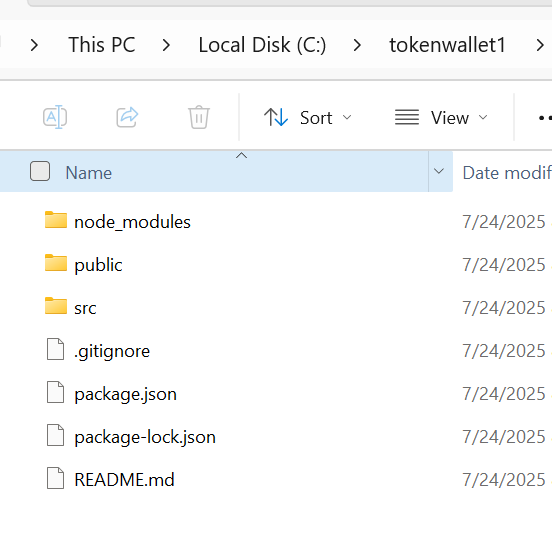 This PC > Local Disk (C:) > tokenwallet1 >
Sort View
Name Date modif
node_modules 7/24/2025
public 7/24/2025
src 7/24/2025
.gitignore 7/24/2025
package.json 7/24/2025
package-lock.json 7/24/2025
README.md 7/24/2025